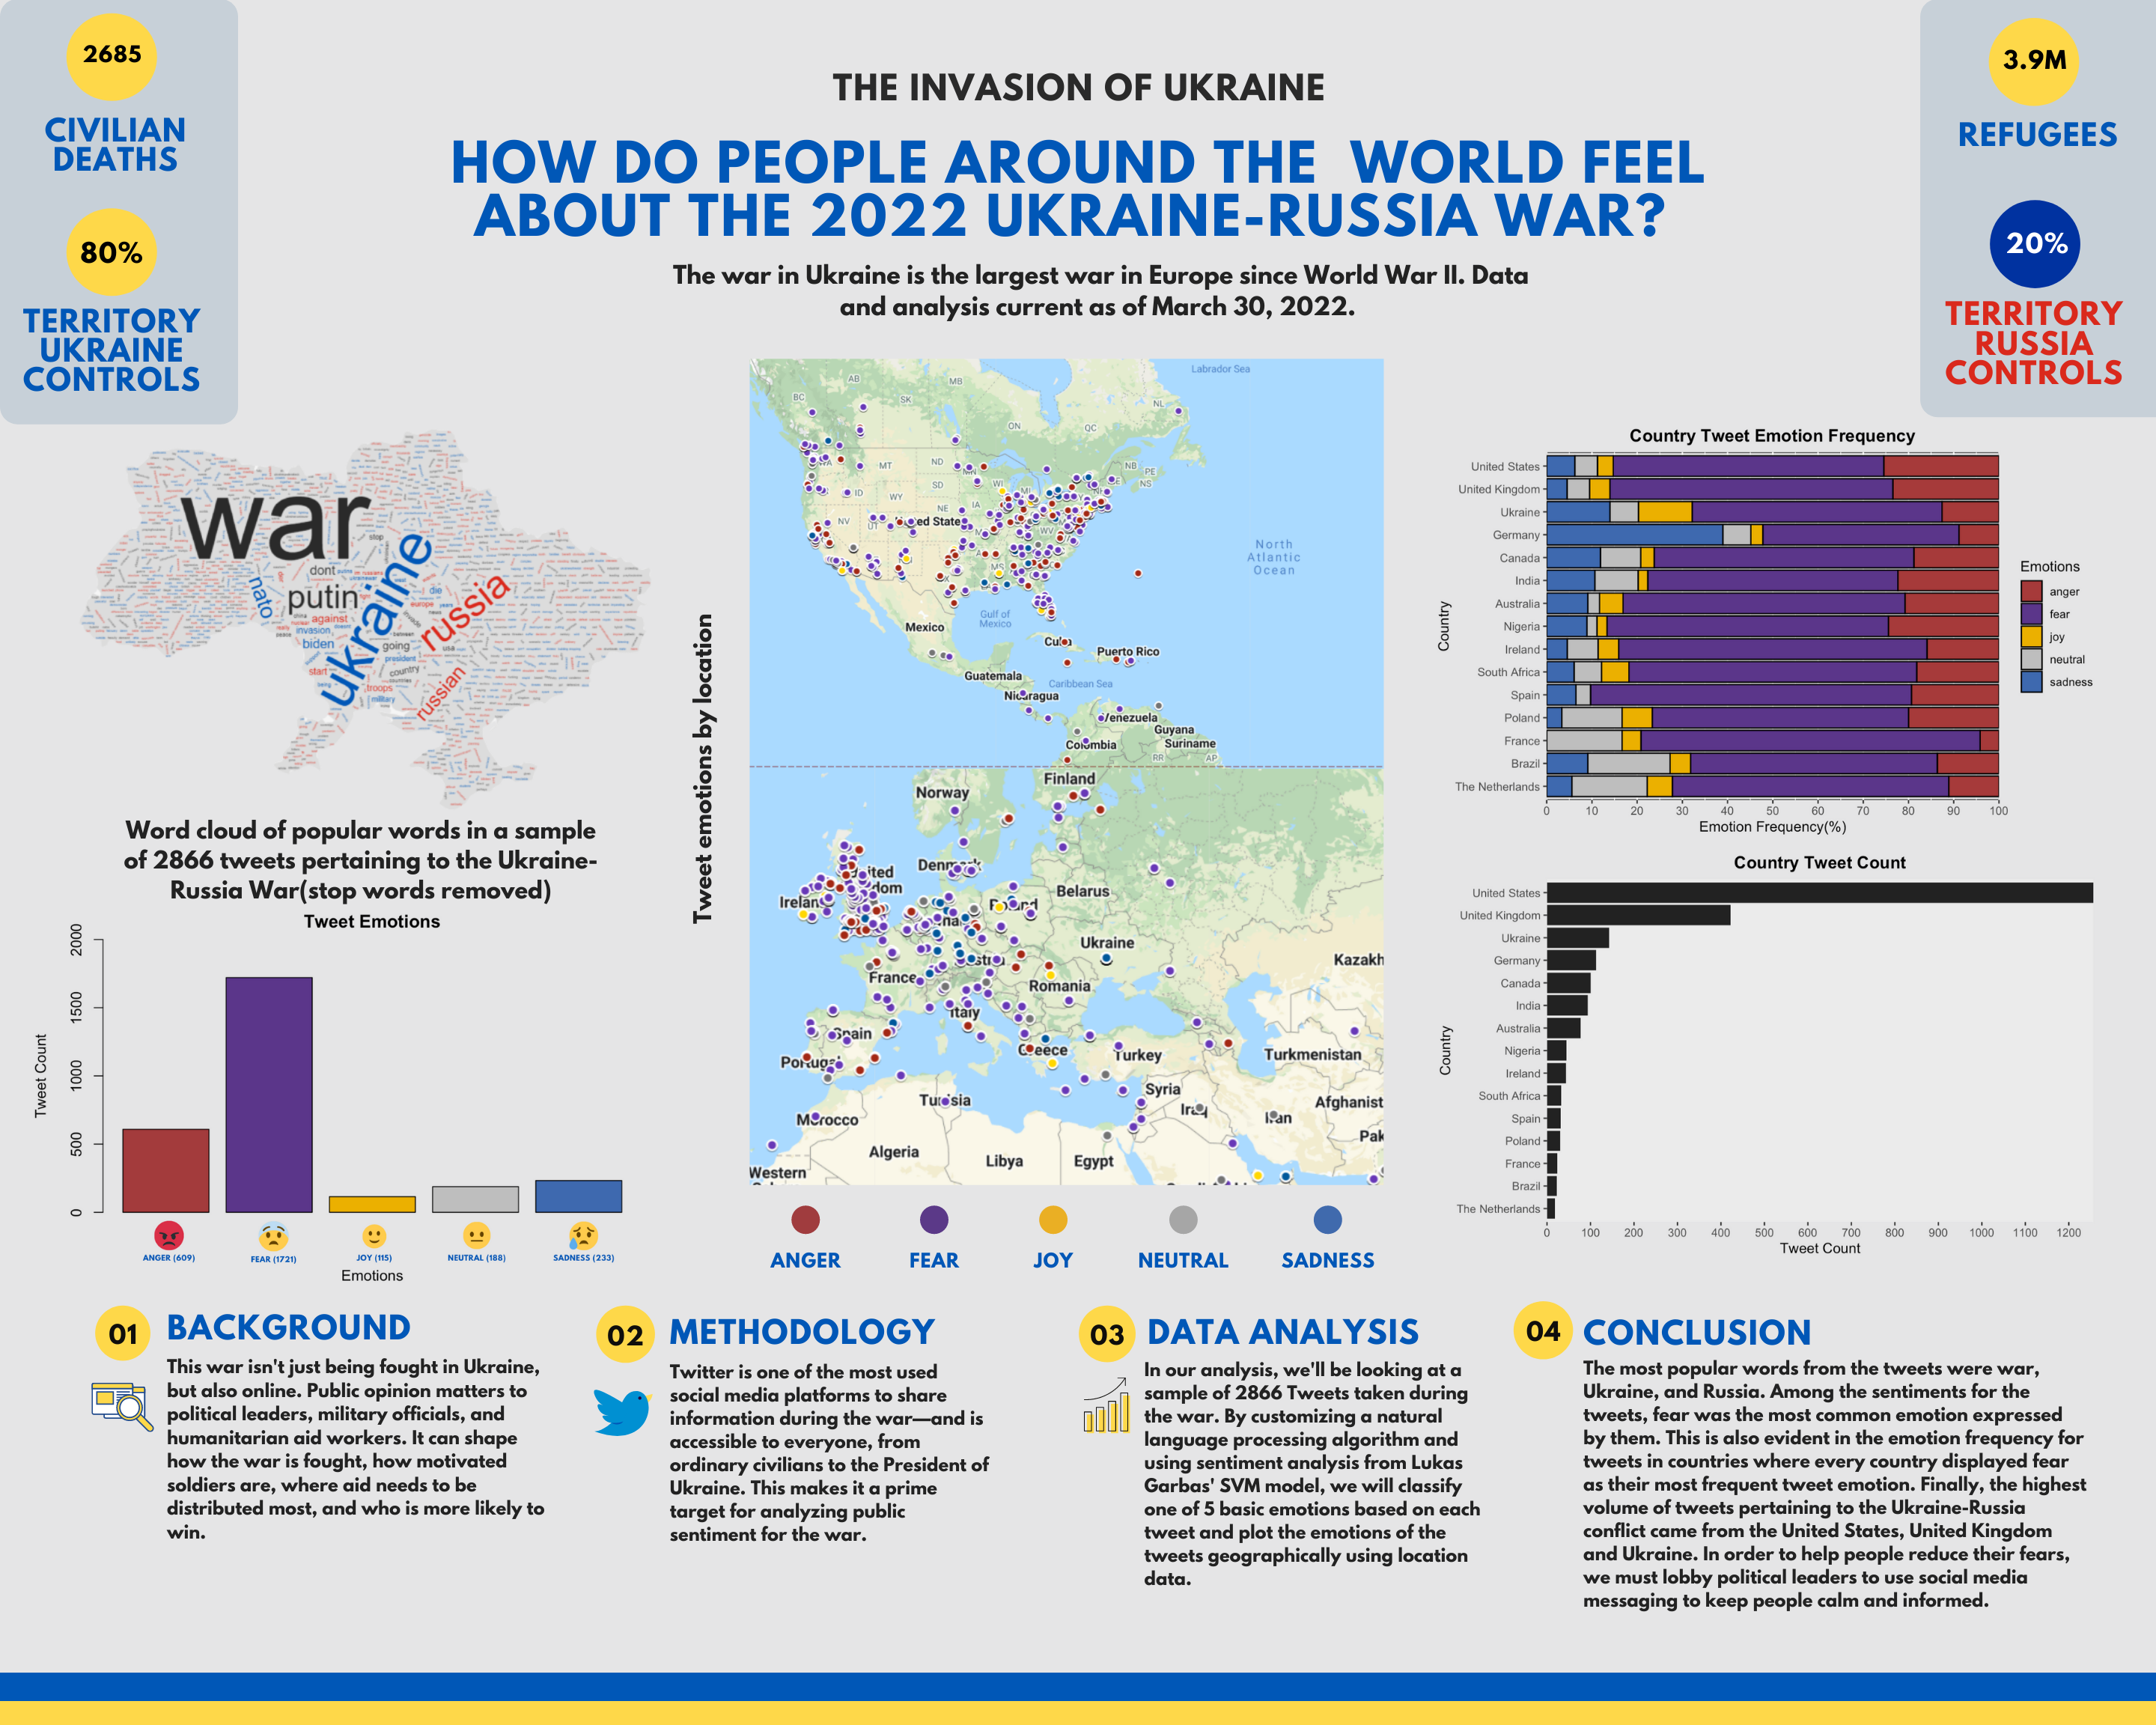 2685
CIVILIAN
DEATHS
80%
TERRITORY
UKRAINE
CONTROLS
THE INVASION OF UKRAINE
HOW DO PEOPLE AROUND THE WORLD FEEL
ABOUT THE 2022 UKRAINE-RUSSIA WAR?
The war in Ukraine is the largest war in Europe since World War II. Data
and analysis current as of March 30, 2022.
3.9M
REFUGEES
20%
TERRITORY
RUSSIA
CONTROLS
war
ukraine
russia
russian
putin
nato
dont
stop
against
invasion
biden
going
president
country
start
troops
military
die
europe
usa
Word cloud of popular words in a sample
of 2866 tweets pertaining to the Ukraine-
Russia War(stop words removed)
Tweet Emotions
Tweet Count
2000
1500
1000
500
0
ANGER (609)
FEAR (1721)
JOY (115)
NEUTRAL (188)
SADNESS (233)
Emotions
Tweet emotions by location
Labrador Sea
AB
MB
BC
SK
NL
ON
QC
NB
PE
NS
MT
ND
SD
WI
ID
WY
NE
IA
NV
UT
North
Atlantic
Ocean
Gulf of
Mexico
Mexico
Cuba
Puerto Rico
Guatemala
Caribbean Sea
Nicaragua
Venezuela
Guyana
Suriname
Colombia
RR
AP
Finland
Norway
Denmark
Belarus
Ireland
Poland
Ukraine
Kazakh
France
Romania
Italy
Spain
Portugal
Greece
Turkey
Turkmenistan
Syria
Tunisia
Iraq
Iran
Afghanist
Morocco
Pak
Algeria
Libya
Egypt
Western
ANGER
FEAR
JOY
NEUTRAL
SADNESS
Country Tweet Emotion Frequency
Country
United States
United Kingdom
Ukraine
Germany
Canada
India
Australia
Nigeria
Ireland
South Africa
Spain
Poland
France
Brazil
The Netherlands
0 10 20 30 40 50 60 70 80 90 100
Emotion Frequency(%)
Emotions
anger
fear
joy
neutral
sadness
Country Tweet Count
Country
United States
United Kingdom
Ukraine
Germany
Canada
India
Australia
Nigeria
Ireland
South Africa
Spain
Poland
France
Brazil
The Netherlands
0 100 200 300 400 500 600 700 800 900 1000 1100 1200
Tweet Count
01 BACKGROUND
This war isn't just being fought in Ukraine,
but also online. Public opinion matters to
political leaders, military officials, and
humanitarian aid workers. It can shape
how the war is fought, how motivated
soldiers are, where aid needs to be
distributed most, and who is more likely to
win.
02 METHODOLOGY
Twitter is one of the most used
social media platforms to share
information during the war—and is
accessible to everyone, from
ordinary civilians to the President of
Ukraine. This makes it a prime
target for analyzing public
sentiment for the war.
03 DATA ANALYSIS
In our analysis, we'll be looking at a
sample of 2866 Tweets taken during
the war. By customizing a natural
language processing algorithm and
using sentiment analysis from Lukas
Garbas' SVM model, we will classify
one of 5 basic emotions based on each
tweet and plot the emotions of the
tweets geographically using location
data.
04 CONCLUSION
The most popular words from the tweets were war,
Ukraine, and Russia. Among the sentiments for the
tweets, fear was the most common emotion expressed
by them. This is also evident in the emotion frequency for
tweets in countries where every country displayed fear
as their most frequent tweet emotion. Finally, the highest
volume of tweets pertaining to the Ukraine-Russia
conflict came from the United States, United Kingdom
and Ukraine. In order to help people reduce their fears,
we must lobby political leaders to use social media
messaging to keep people calm and informed.